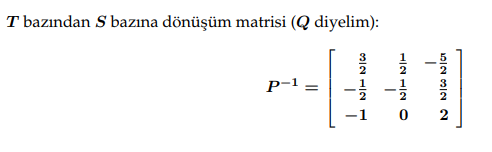 T bazından S bazına dönüşüm matrisi (Q diyelim):
P⁻¹ = [ 3/2 1/2 −5/2
−1/2 −1/2 3/2
−1 0 2 ]